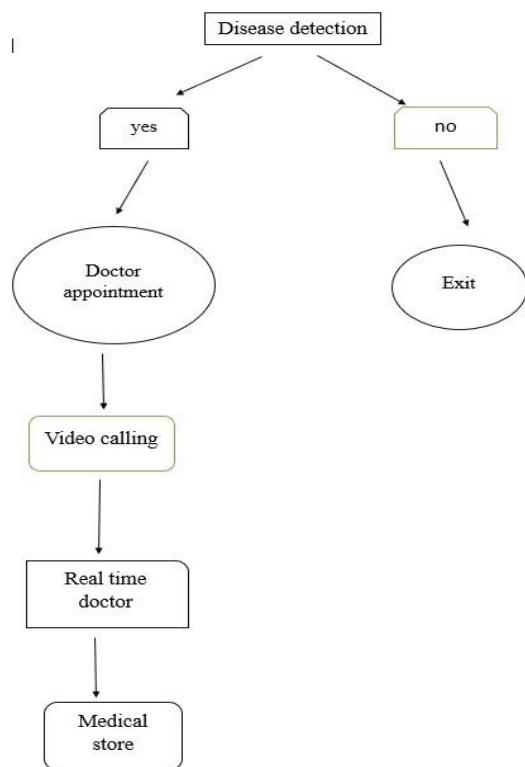 Disease detection
yes
no
Doctor
appointment
Exit
Video calling
Real time
doctor
Medical
store